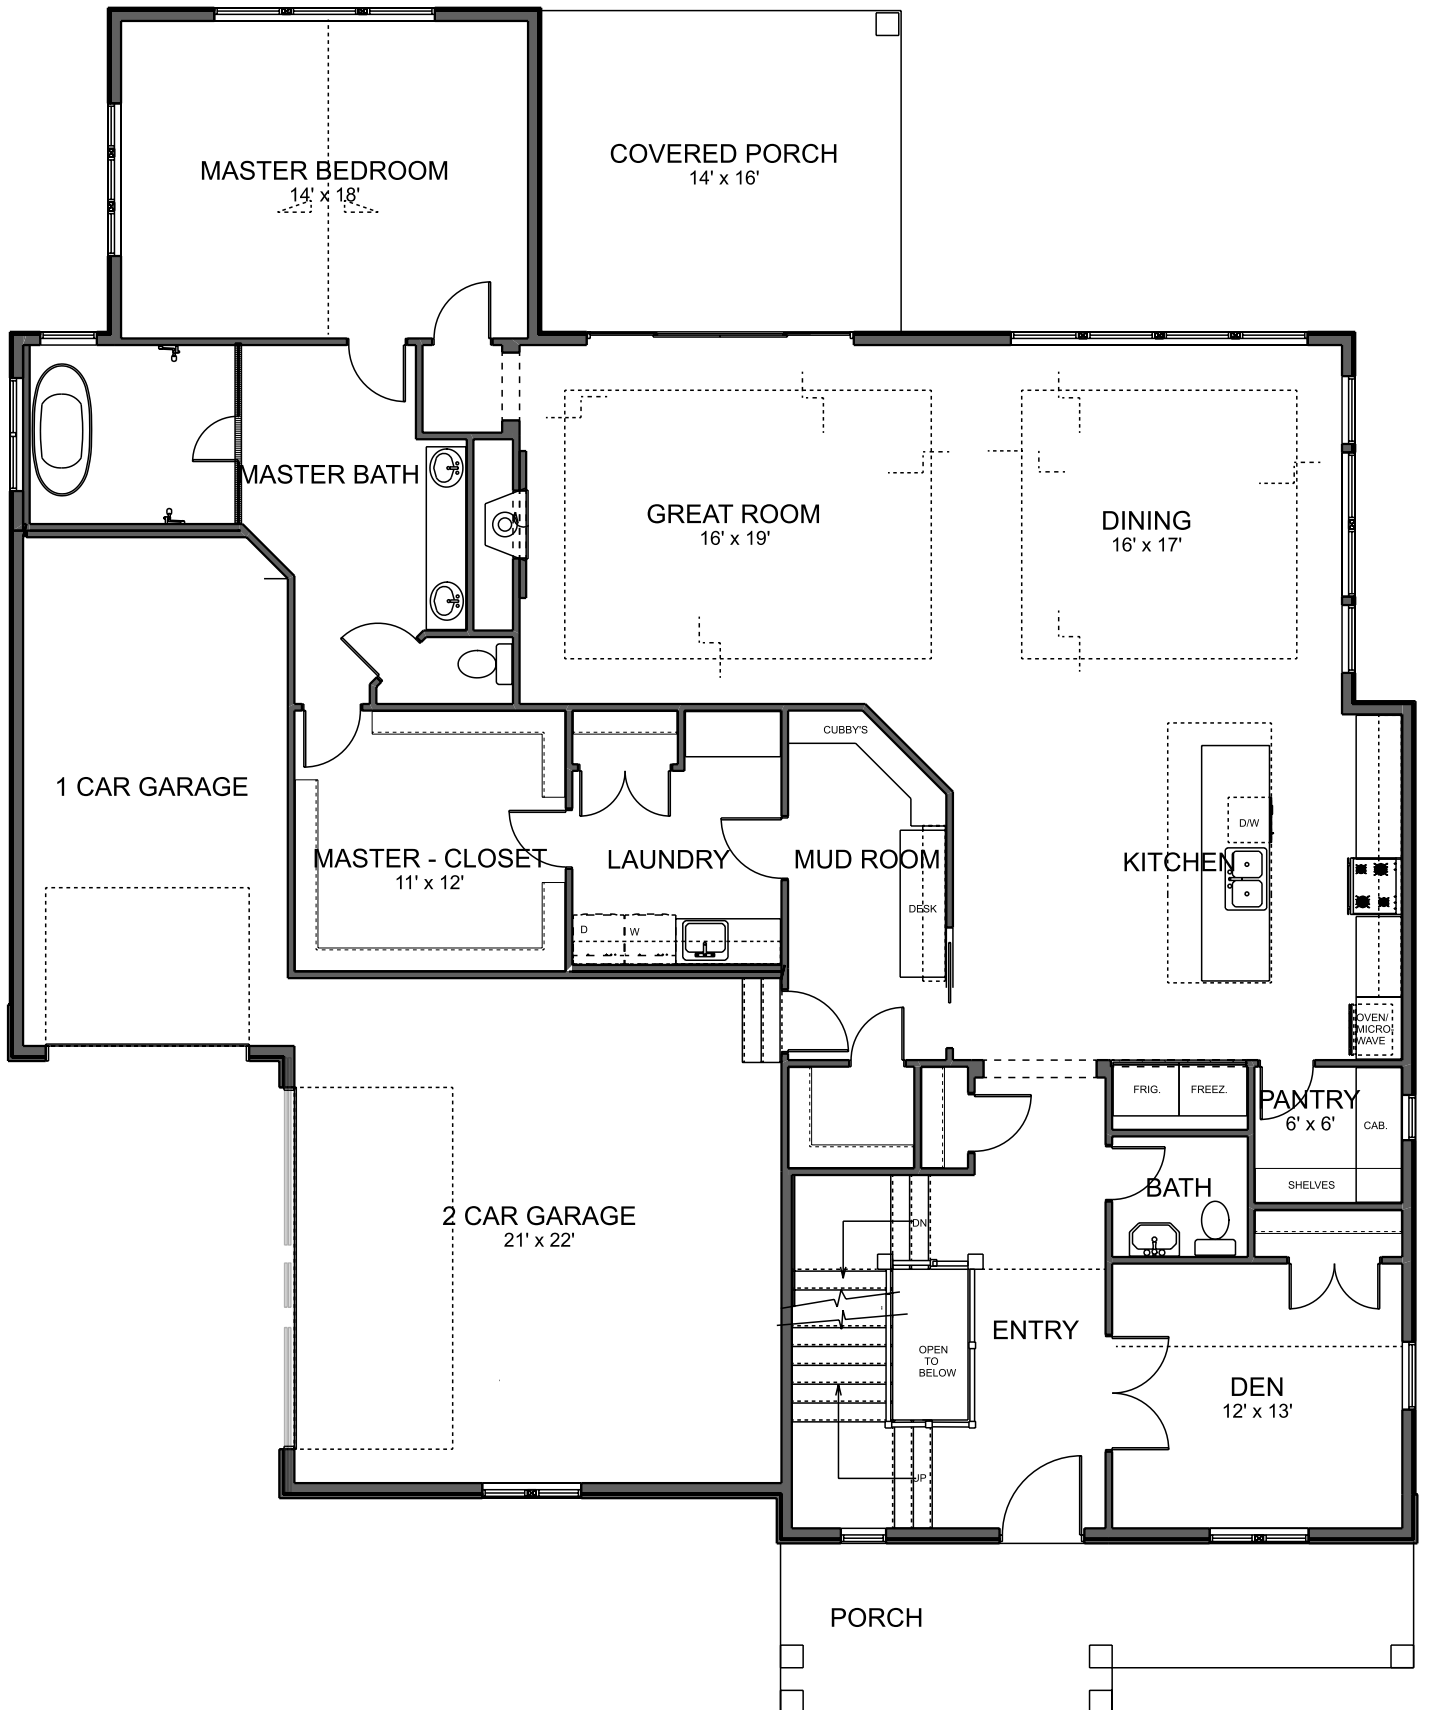 MASTER BEDROOM
14' x 18'
COVERED PORCH
14' x 16'
MASTER BATH
GREAT ROOM
16' x 19'
DINING
16' x 17'
1 CAR GARAGE
CUBBY'S
MASTER - CLOSET
11' x 12'
LAUNDRY
MUD ROOM
KITCHEN
D/W
DESK
D
W
OVEN/
MICRO-
WAVE
FRIG.
FREEZ.
PANTRY
6' x 6'
CAB.
SHELVES
BATH
2 CAR GARAGE
21' x 22'
DN
ENTRY
OPEN
TO
BELOW
DEN
12' x 13'
UP
PORCH